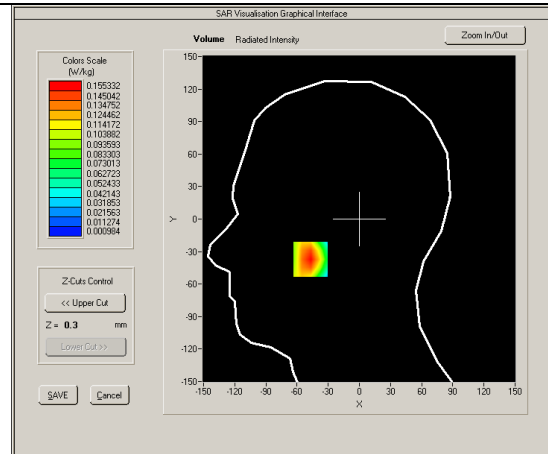 SAR Visualisation Graphical Interface
Volume Radiated Intensity
Zoom In/Out
Colors Scale
(W/kg)
0.155332
0.145042
0.134752
0.124462
0.114172
0.103882
0.093593
0.083303
0.073013
0.062723
0.052433
0.042143
0.031853
0.021563
0.011274
0.000984
Z-Cuts Control
<< Upper Cut
Z = 0.3 mm
Lower Cut >>
SAVE Cancel
150
120
90
60
30
0
-30
-60
-90
-120
-150
Y
-150 -120 -90 -60 -30 0 30 60 90 120 150
X